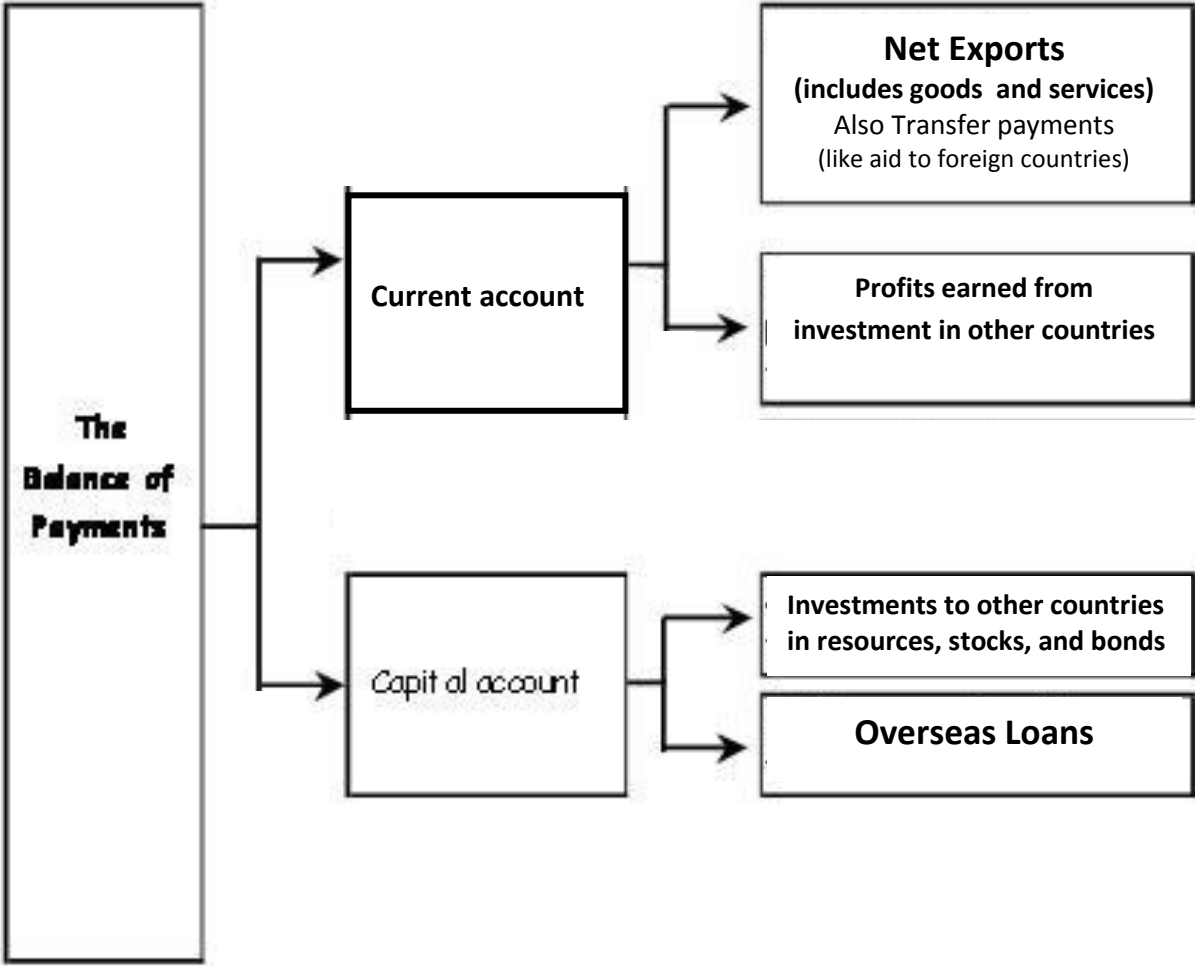 The
Balance of
Payments
Current account
Net Exports
(includes goods and services)
Also Transfer payments
(like aid to foreign countries)
Profits earned from
investment in other countries
Capital account
Investments to other countries
in resources, stocks, and bonds
Overseas Loans